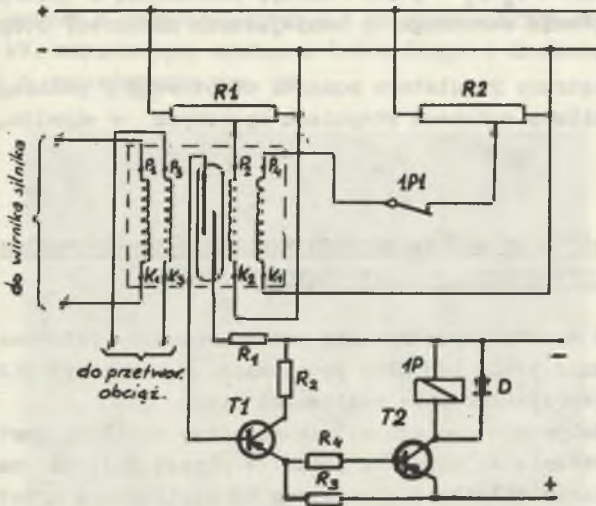 +
−
R1
R2
P1 P3 P2 P4
1P1
do wirnika silnika
K1 K3 K2 K4
do przetwor.
obciąż.
R1
−
R2
1P
D
T1
T2
R4
R3
+